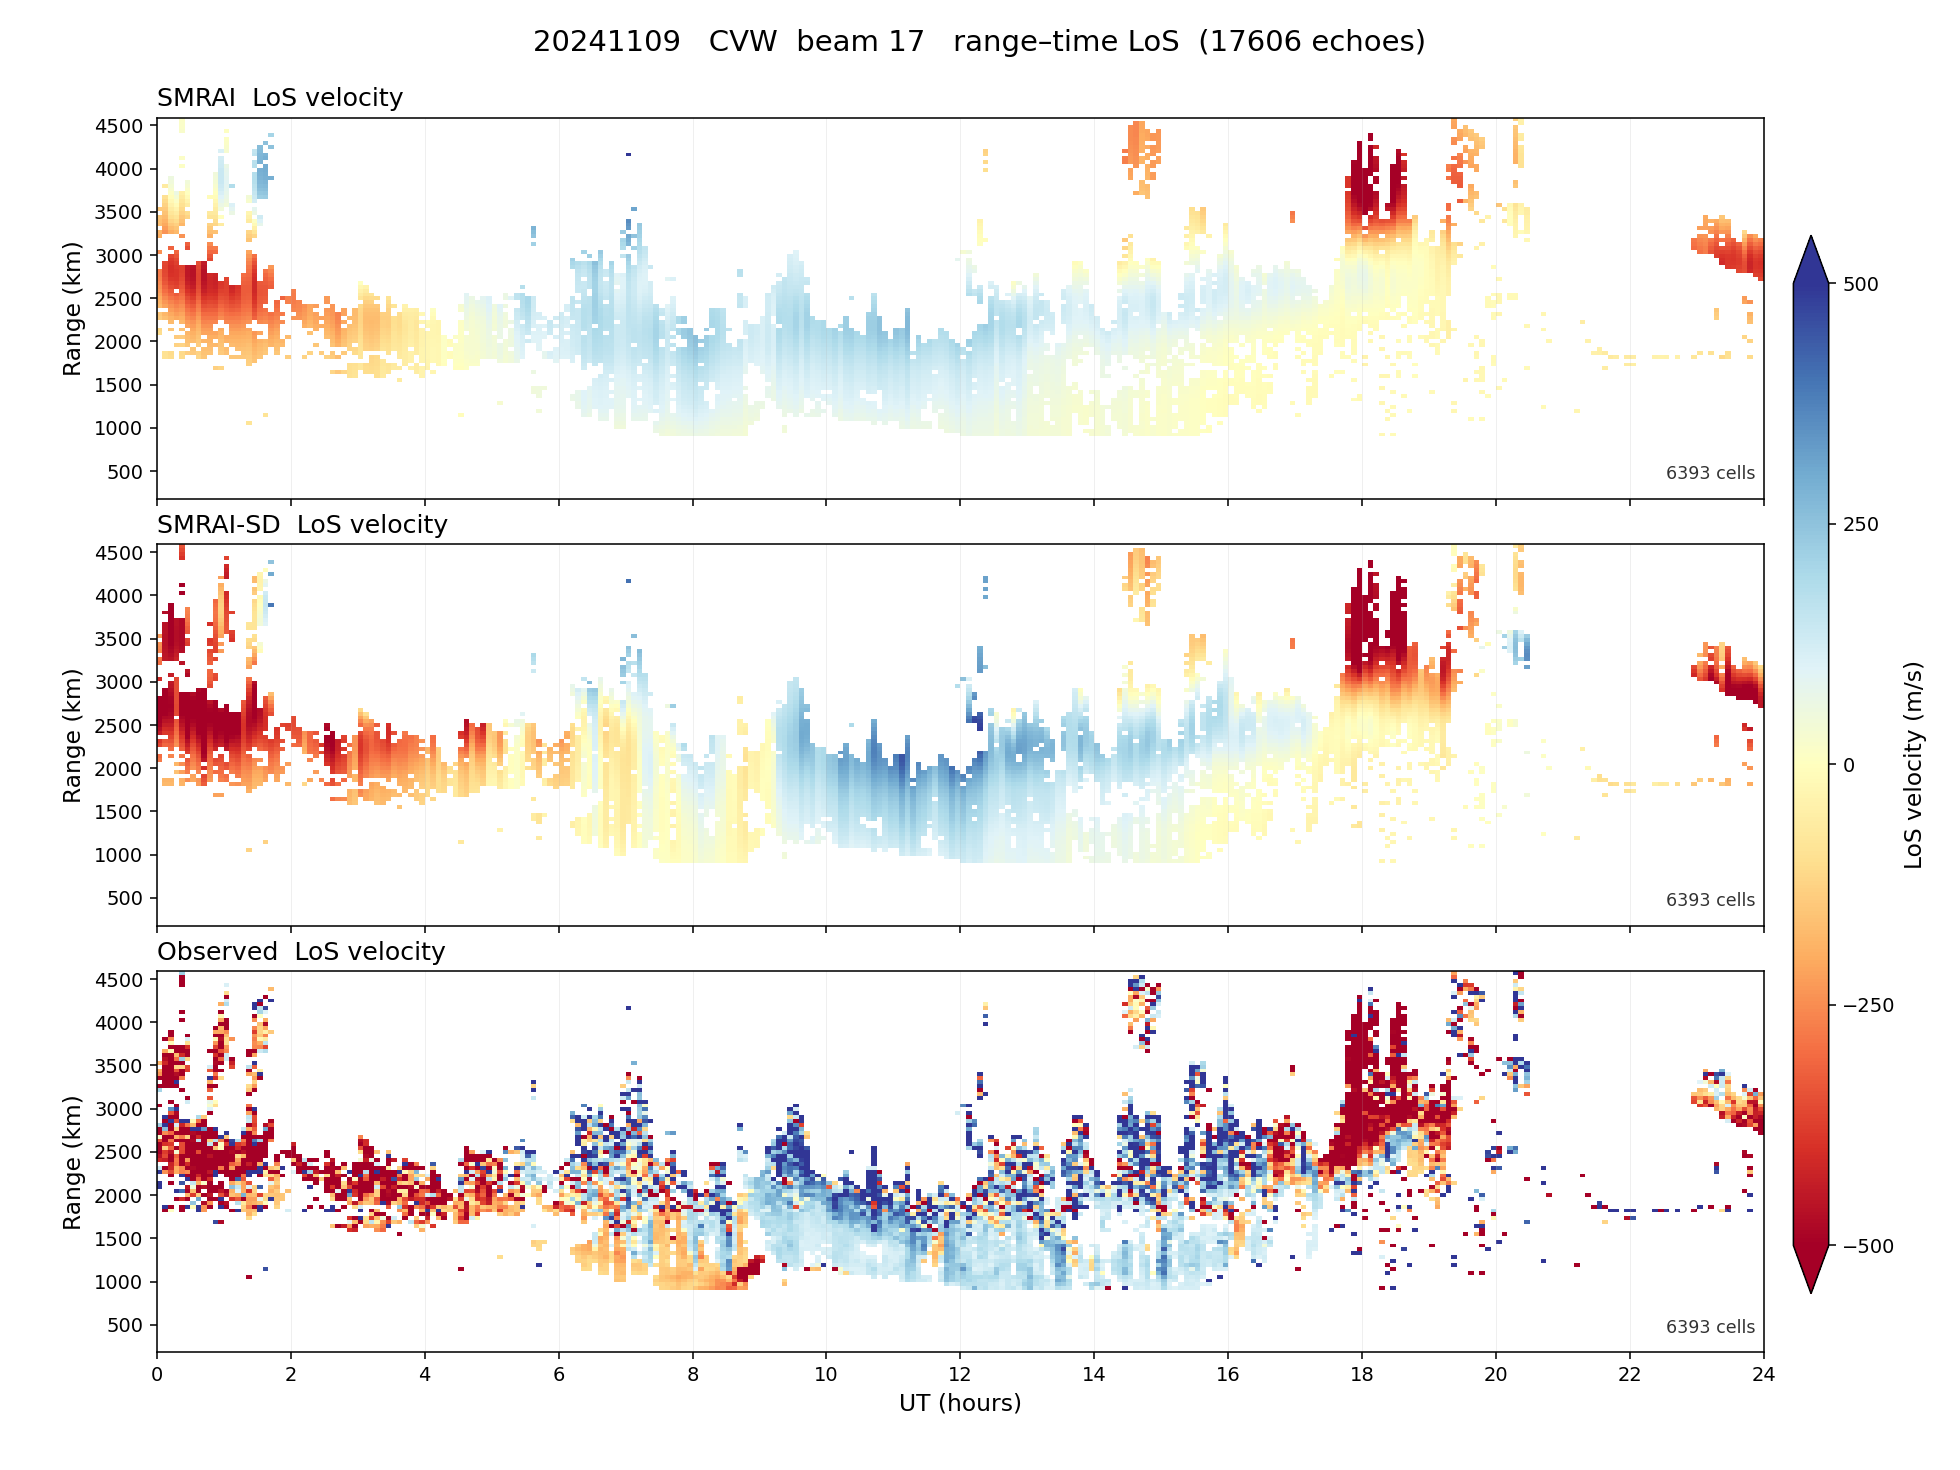 20241109 CVW beam 17 range–time LoS (17606 echoes)
SMRAI LoS velocity
4500
4000
3500
3000
2500
2000
1500
1000
500
Range (km)
6393 cells
SMRAI-SD LoS velocity
4500
4000
3500
3000
2500
2000
1500
1000
500
Range (km)
6393 cells
Observed LoS velocity
4500
4000
3500
3000
2500
2000
1500
1000
500
Range (km)
6393 cells
0 2 4 6 8 10 12 14 16 18 20 22 24
UT (hours)
500
250
0
−250
−500
LoS velocity (m/s)